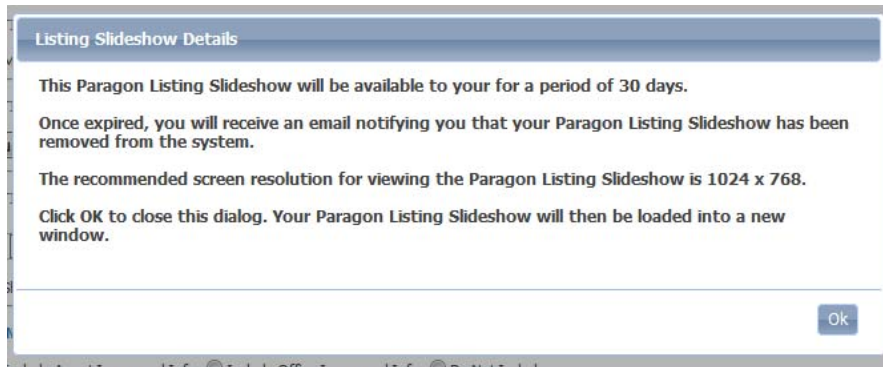 Listing Slideshow Details
This Paragon Listing Slideshow will be available to your for a period of 30 days.
Once expired, you will receive an email notifying you that your Paragon Listing Slideshow has been
removed from the system.
The recommended screen resolution for viewing the Paragon Listing Slideshow is 1024 x 768.
Click OK to close this dialog. Your Paragon Listing Slideshow will then be loaded into a new
window.
Ok